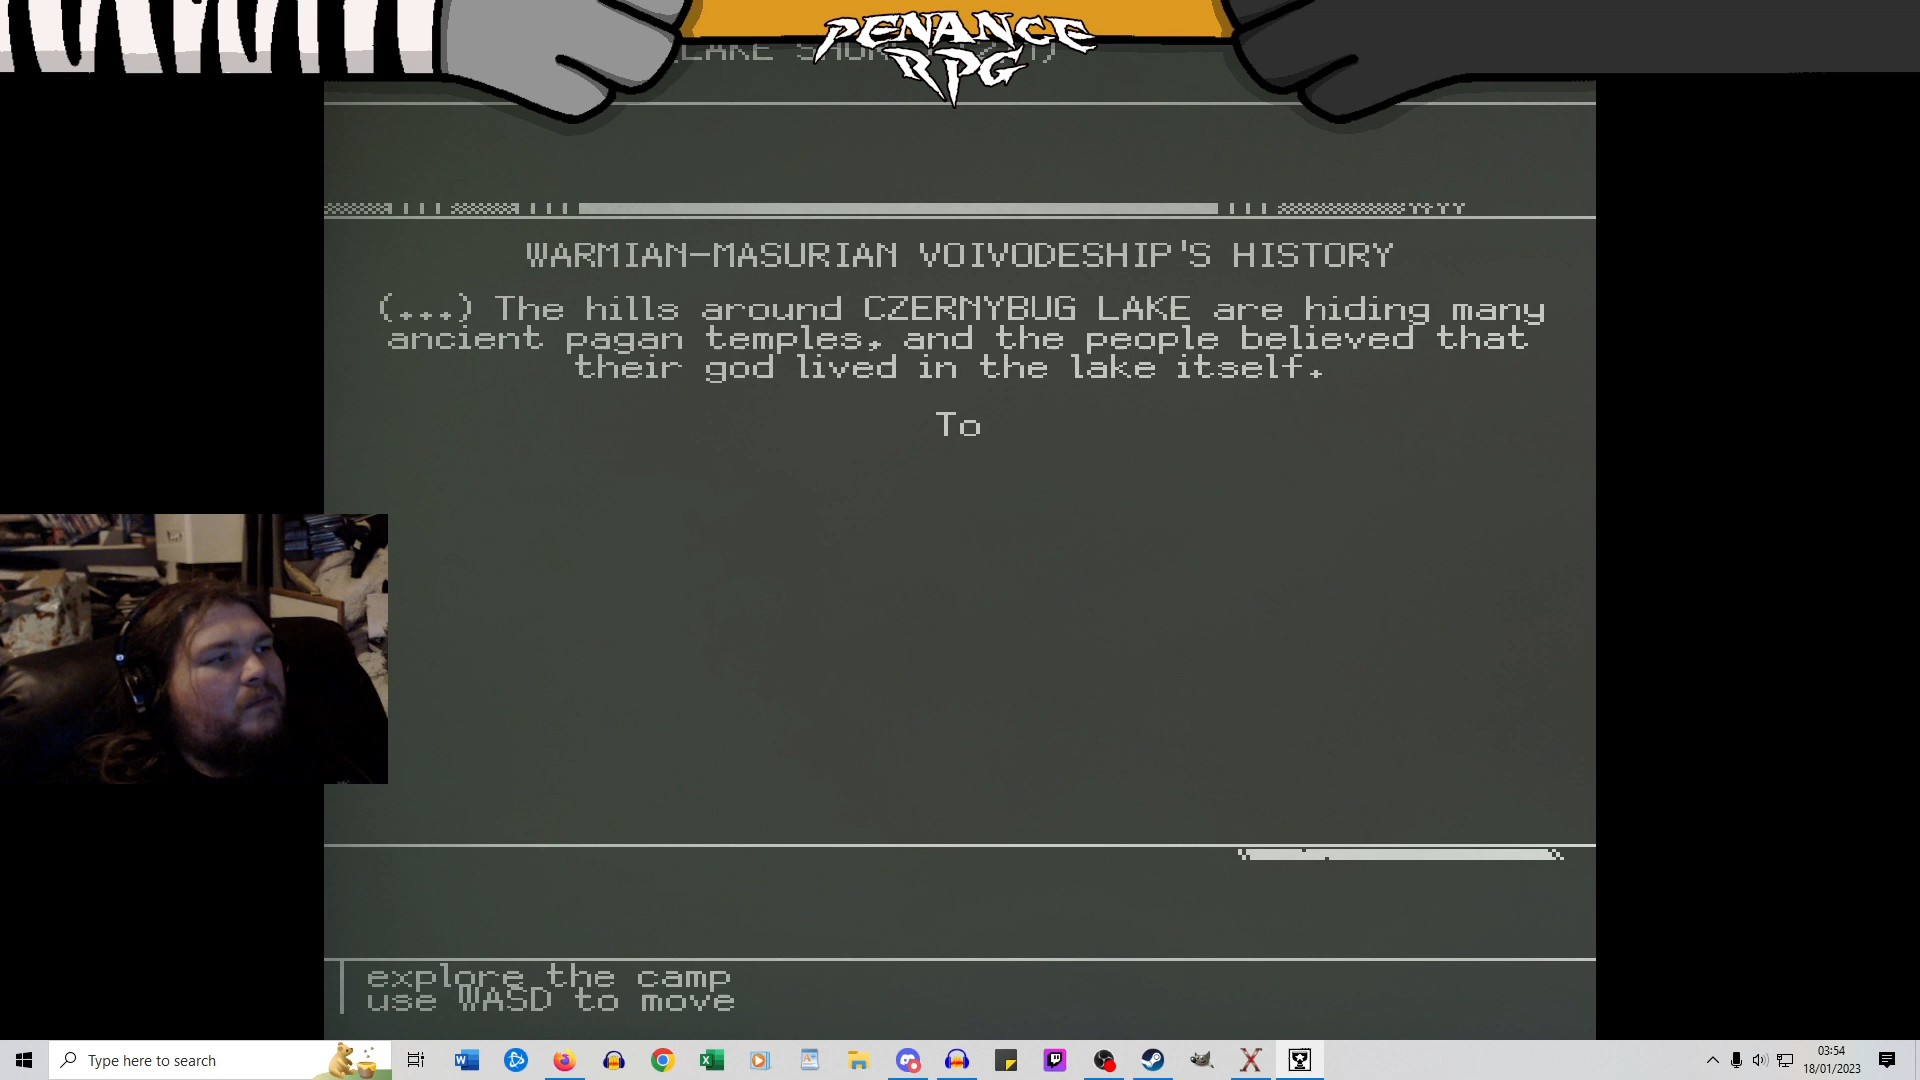 PENANCE
RPG
WARMIAN-MASURIAN VOIVODESHIP'S HISTORY
(...) The hills around CZERNYBUG LAKE are hiding many
ancient pagan temples, and the people believed that
their god lived in the lake itself.
To
explore the camp
use WASD to move
Type here to search
03:54
18/01/2023